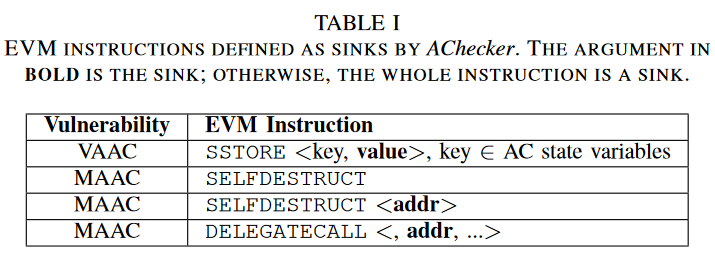 TABLE I
EVM INSTRUCTIONS DEFINED AS SINKS BY AChecker. THE ARGUMENT IN
BOLD IS THE SINK; OTHERWISE, THE WHOLE INSTRUCTION IS A SINK.
Vulnerability EVM Instruction
VAAC SSTORE <key, value>, key ∈ AC state variables
MAAC SELFDESTRUCT
MAAC SELFDESTRUCT <addr>
MAAC DELEGATECALL <, addr, ...>